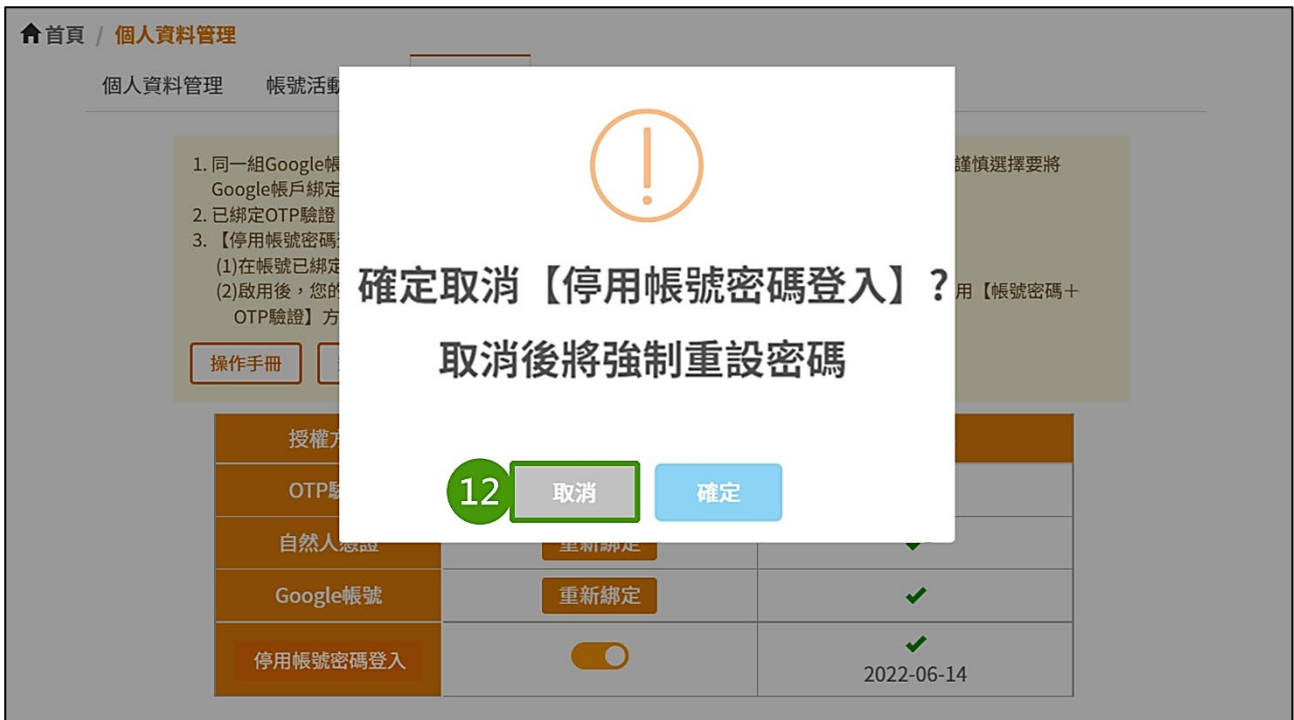 首頁 / 個人資料管理
個人資料管理 帳號活動
1. 同一組Google帳 謹慎選擇要將
Google帳戶綁定
2. 已綁定OTP驗證
3. 【停用帳號密碼
(1)在帳號已綁定
(2)啟用後，您的 用【帳號密碼＋
OTP驗證】方
操作手冊
確定取消【停用帳號密碼登入】?
取消後將強制重設密碼
12 取消 確定
授權方
OTP驗
自然人憑證 重新綁定
Google帳號 重新綁定
停用帳號密碼登入
2022-06-14